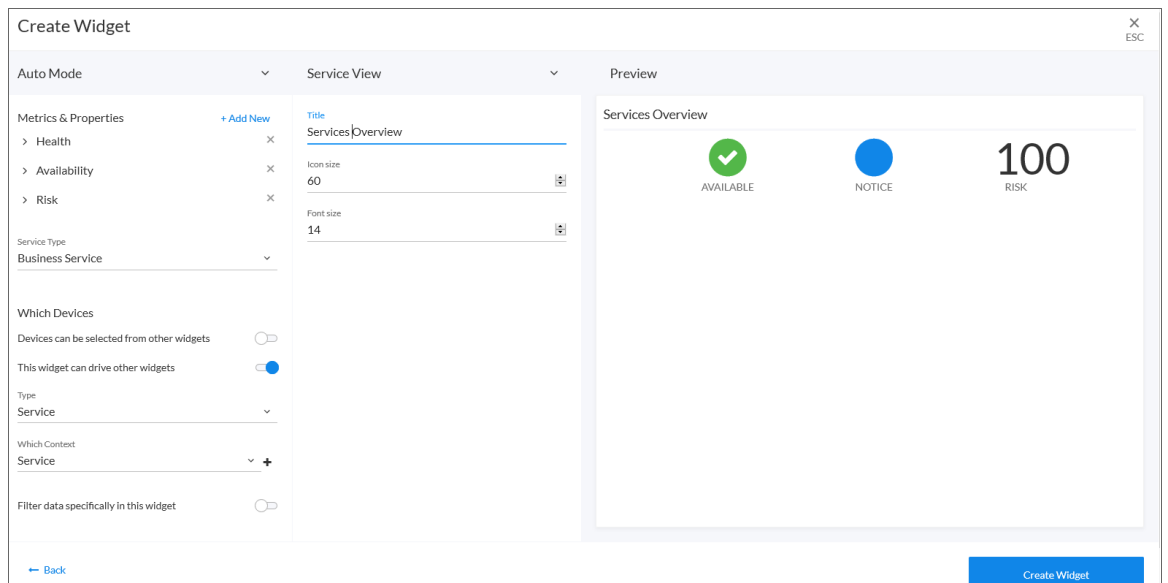 Create Widget
ESC
Auto Mode
Service View
Preview
Metrics & Properties
+ Add New
Health
Availability
Risk
Service Type
Business Service
Which Devices
Devices can be selected from other widgets
This widget can drive other widgets
Type
Service
Which Context
Service
Filter data specifically in this widget
Title
Services Overview
Icon size
60
Font size
14
Services Overview
100
AVAILABLE
NOTICE
RISK
← Back
Create Widget